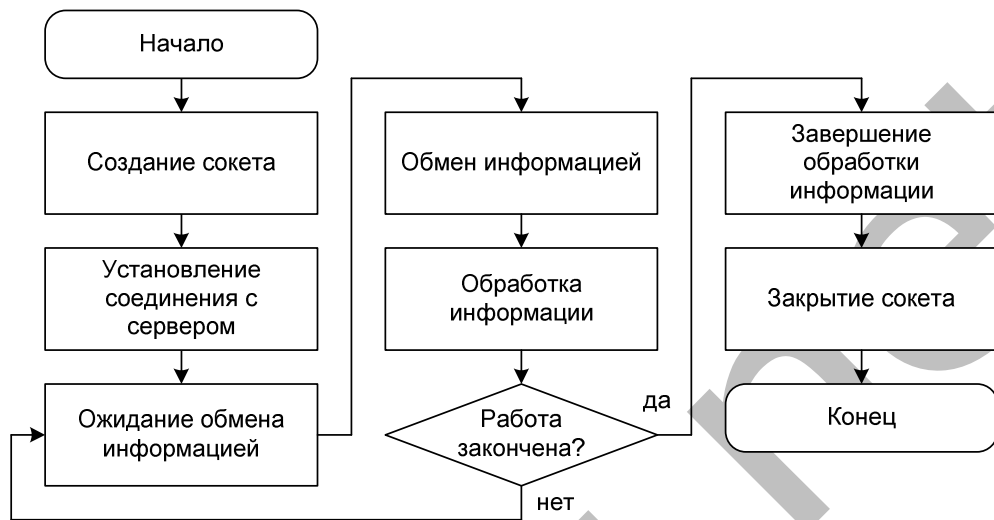 Начало
Создание сокета
Установление
соединения с
сервером
Ожидание обмена
информацией
Обмен информацией
Обработка
информации
Работа
закончена?
да
нет
Завершение
обработки
информации
Закрытие сокета
Конец